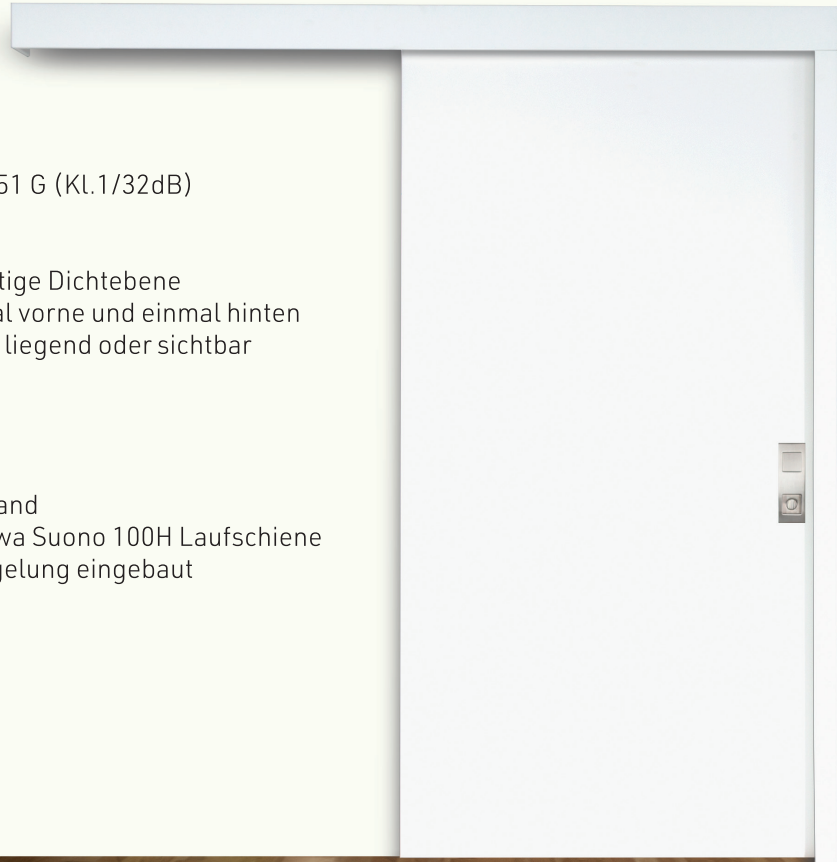 51 G (Kl.1/32dB)
tige Dichtebene
al vorne und einmal hinten
liegend oder sichtbar
and
wa Suono 100H Laufschiene
gelung eingebaut